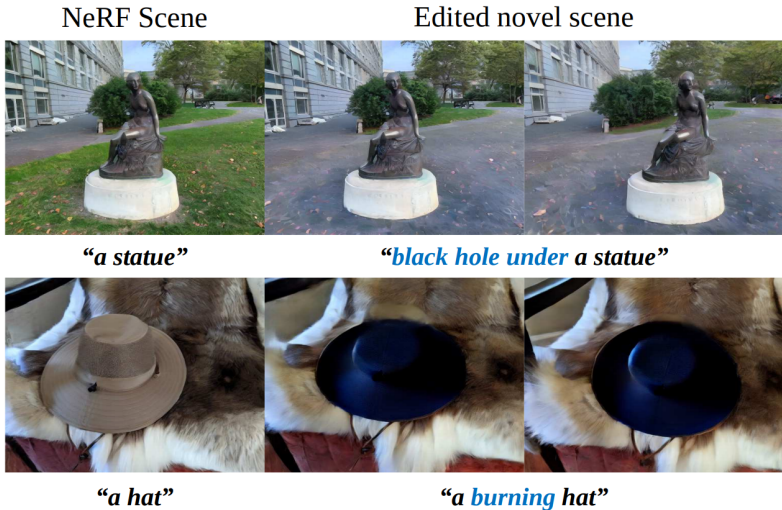 NeRF Scene
Edited novel scene
“a statue”
“black hole under a statue”
“a hat”
“a burning hat”